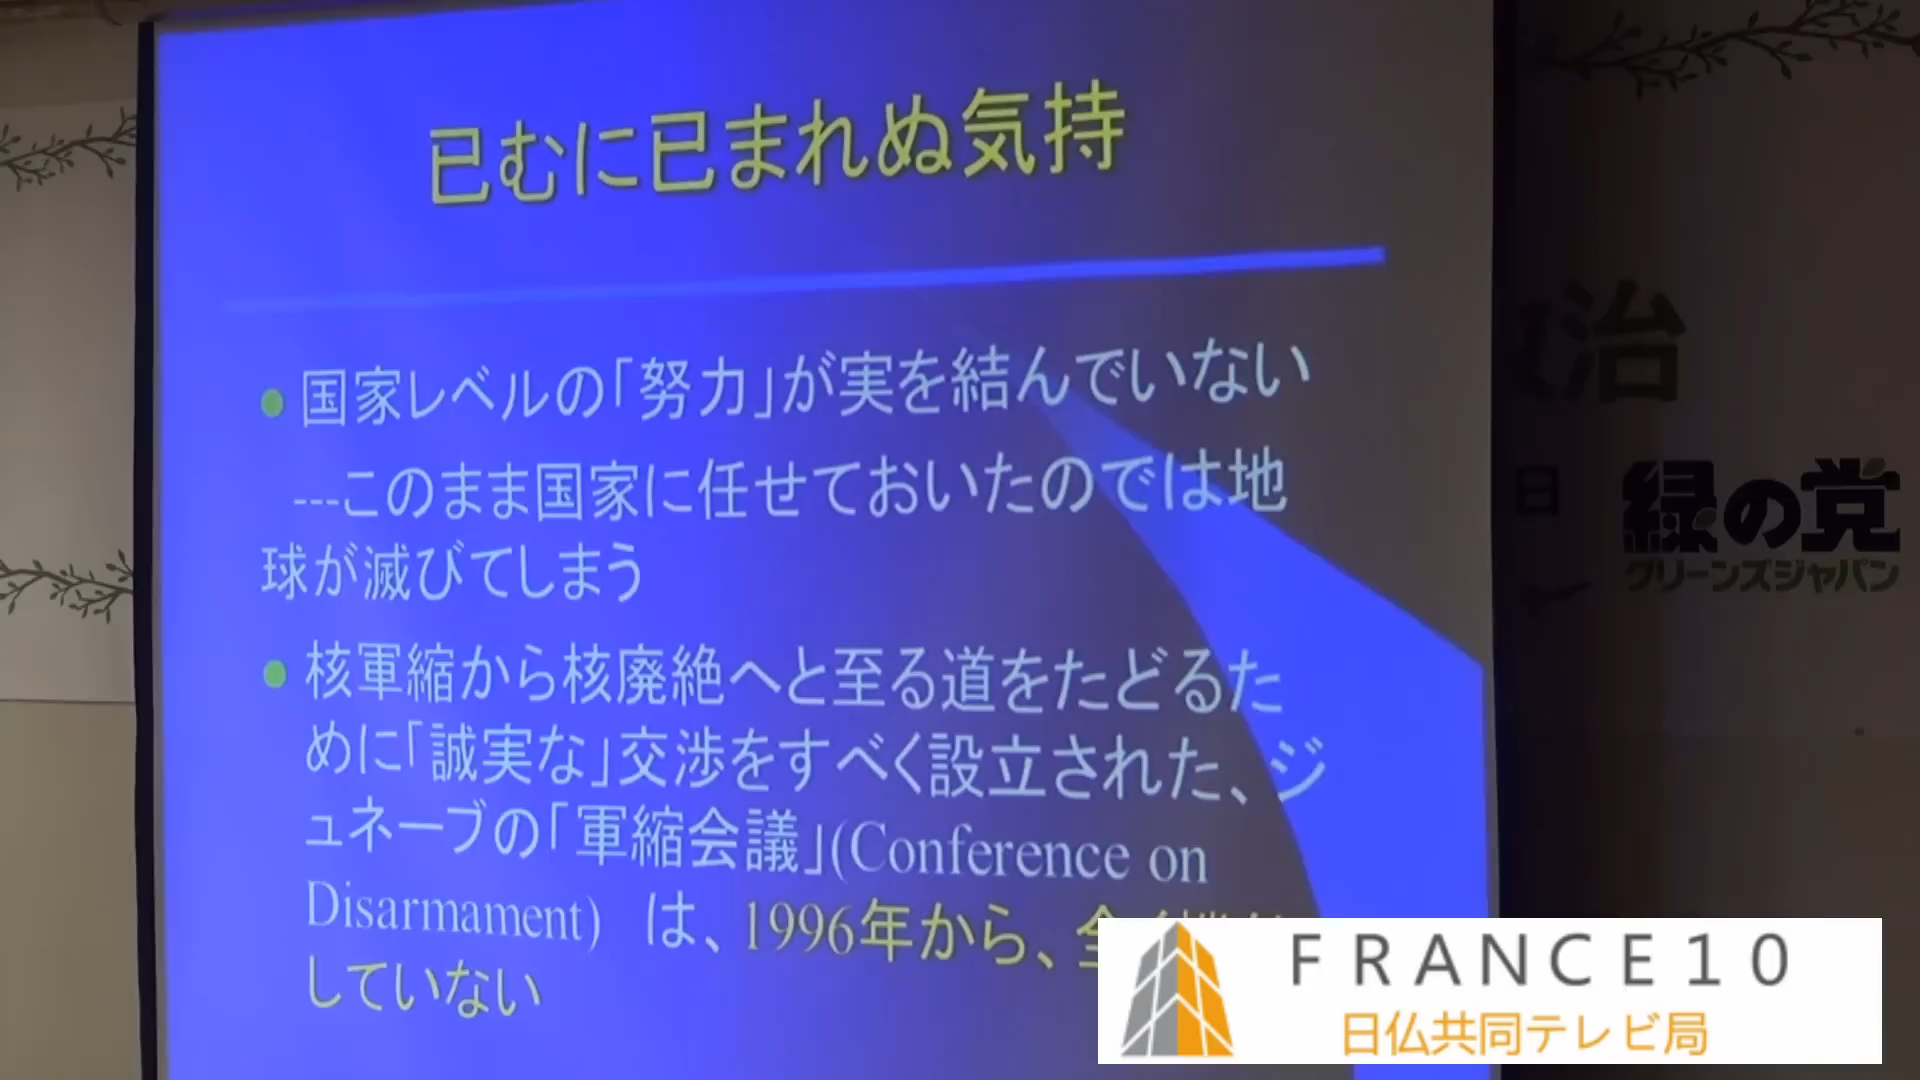 已むに已まれぬ気持
国家レベルの「努力」が実を結んでいない
---このまま国家に任せておいたのでは地
球が滅びてしまう
核軍縮から核廃絶へと至る道をたどるた
めに「誠実な」交渉をすべく設立された、ジ
ュネーブの「軍縮会議」(Conference on
Disarmament) は、1996年から、全く
していない
治
日
緑の党
グリーンズジャパン
FRANCE10
日仏共同テレビ局